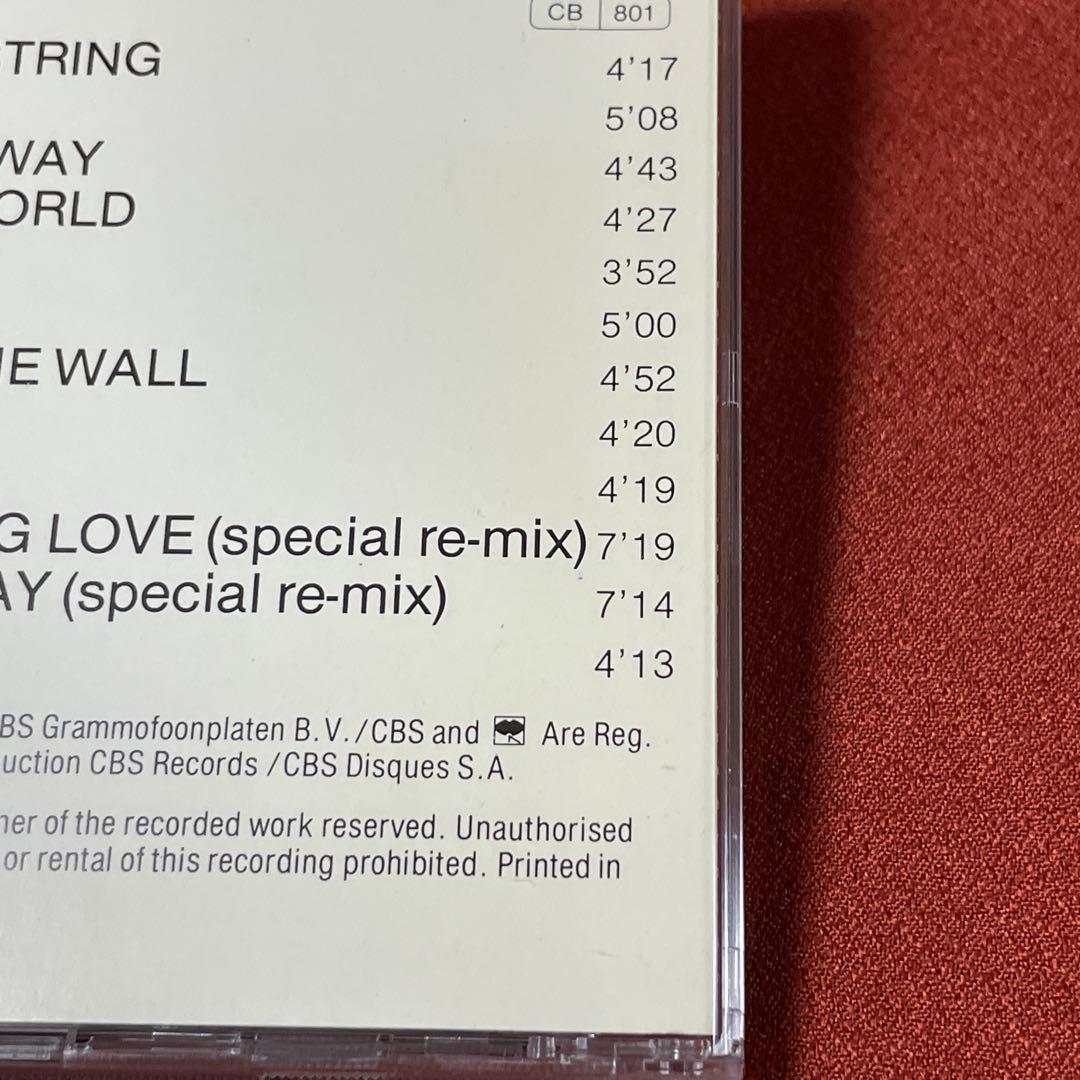 CB 801
STRING 4'17
5'08
WAY 4'43
ORLD 4'27
3'52
5'00
HE WALL 4'52
4'20
4'19
G LOVE (special re-mix) 7'19
AY (special re-mix) 7'14
4'13
BS Grammofoonplaten B.V./CBS and Are Reg.
uction CBS Records /CBS Disques S.A.
ner of the recorded work reserved. Unauthorised
or rental of this recording prohibited. Printed in